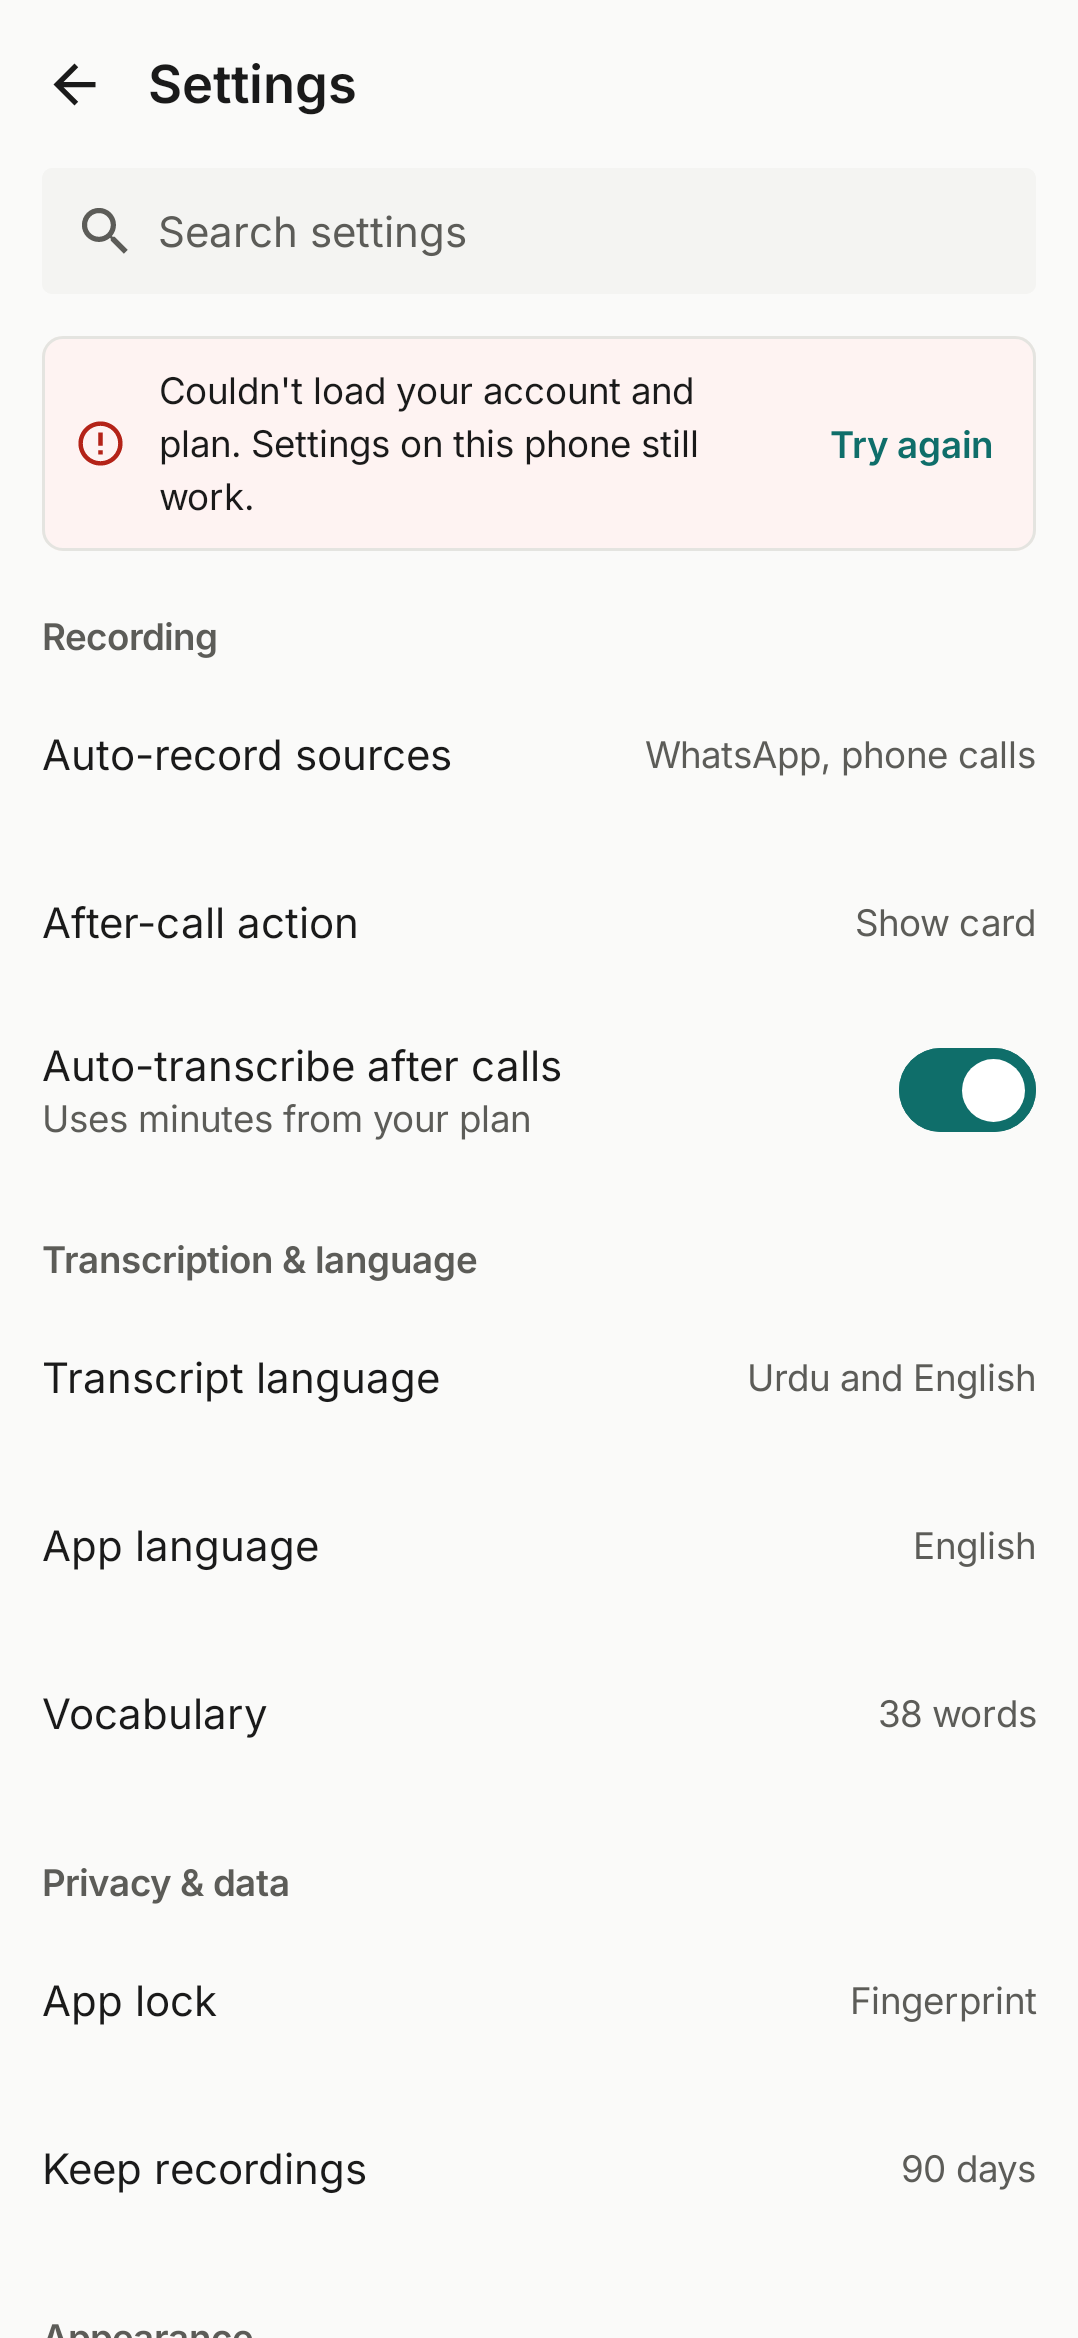 Settings
Search settings
Couldn't load your account and
plan. Settings on this phone still
work.
Try again
Recording
Auto-record sources
WhatsApp, phone calls
After-call action
Show card
Auto-transcribe after calls
Uses minutes from your plan
Transcription & language
Transcript language
Urdu and English
App language
English
Vocabulary
38 words
Privacy & data
App lock
Fingerprint
Keep recordings
90 days
Appearance